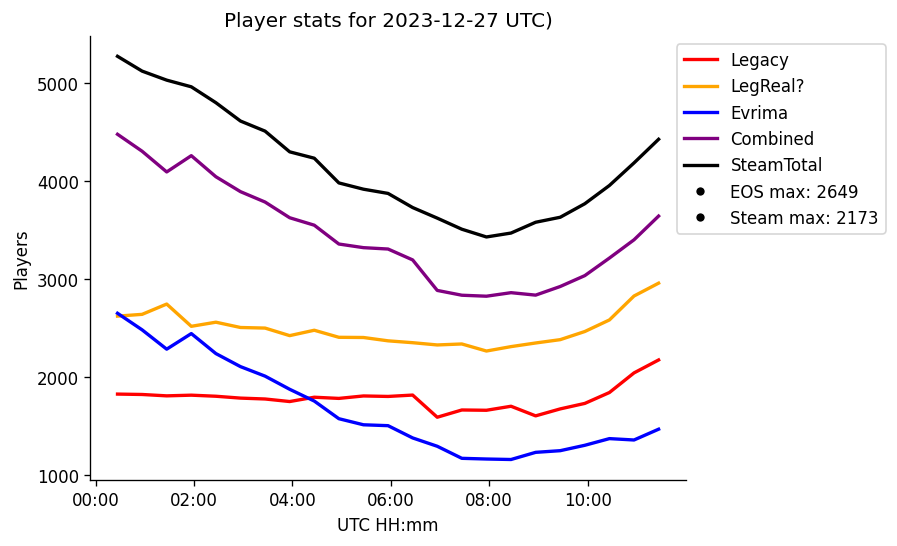 Player stats for 2023-12-27 UTC)
Players
5000
4000
3000
2000
1000
00:00 02:00 04:00 06:00 08:00 10:00
UTC HH:mm
Legacy
LegReal?
Evrima
Combined
SteamTotal
EOS max: 2649
Steam max: 2173